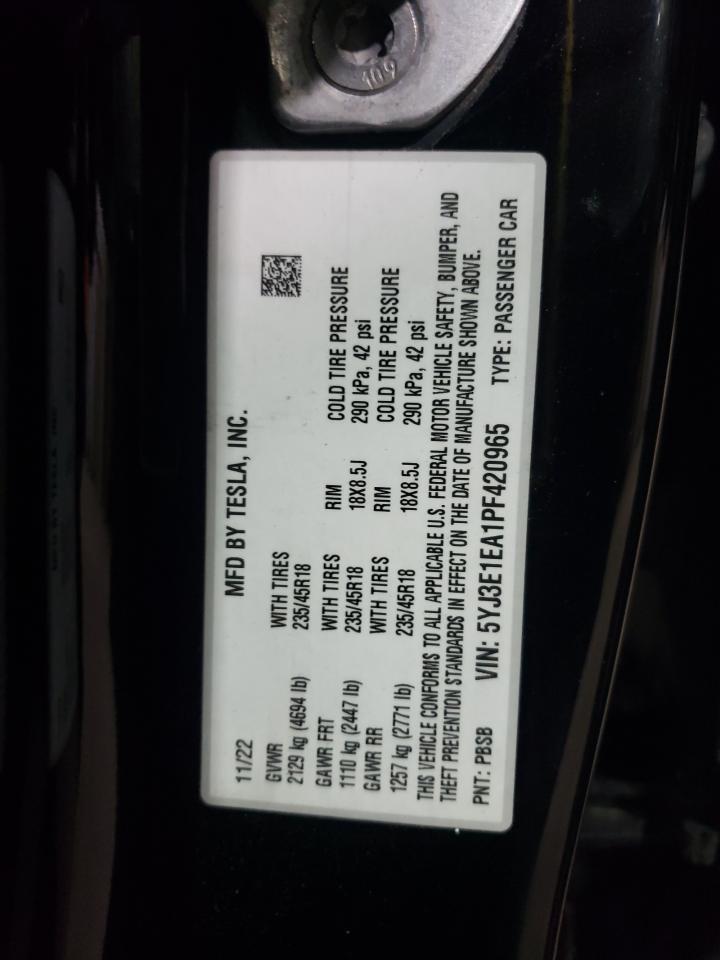 109
11/22 MFD BY TESLA, INC.
GVWR WITH TIRES
2129 kg (4694 lb) 235/45R18
GAWR FRT WITH TIRES RIM COLD TIRE PRESSURE
1110 kg (2447 lb) 235/45R18 18X8.5J 290 kPa, 42 psi
GAWR RR WITH TIRES RIM COLD TIRE PRESSURE
1257 kg (2771 lb) 235/45R18 18X8.5J 290 kPa, 42 psi
THIS VEHICLE CONFORMS TO ALL APPLICABLE U.S. FEDERAL MOTOR VEHICLE SAFETY, BUMPER, AND
THEFT PREVENTION STANDARDS IN EFFECT ON THE DATE OF MANUFACTURE SHOWN ABOVE.
PNT: PBSB VIN: 5YJ3E1EA1PF420965 TYPE: PASSENGER CAR